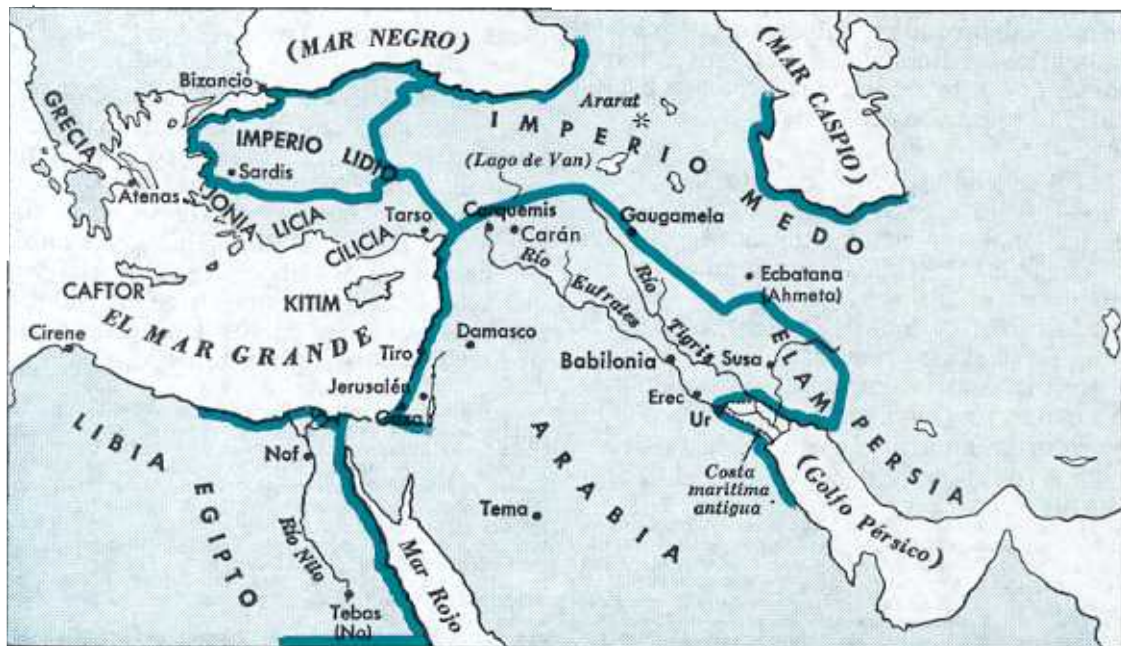 (MAR NEGRO)
(MAR CASPIO)
Bizancio
Ararat
IMPERIO MEDO
GRECIA
IMPERIO LIDIO
(Lago de Van)
Sardis
Atenas
JONIA
LICIA
Tarso
Carquemis
Gaugamela
Carán
CILICIA
Río Eufrates
Río Tigris
Ecbatana
(Ahmeta)
CAFTOR
KITIM
EL MAR GRANDE
Cirene
Damasco
Tiro
Babilonia
Susa
ELAM
Jerusalén
Erec
Gaza
Ur
PERSIA
LIBIA
Nof
ARABIA
Costa
marítima
antigua
(Golfo Pérsico)
EGIPTO
Tema
Río Nilo
Mar Rojo
Tebas
(No)